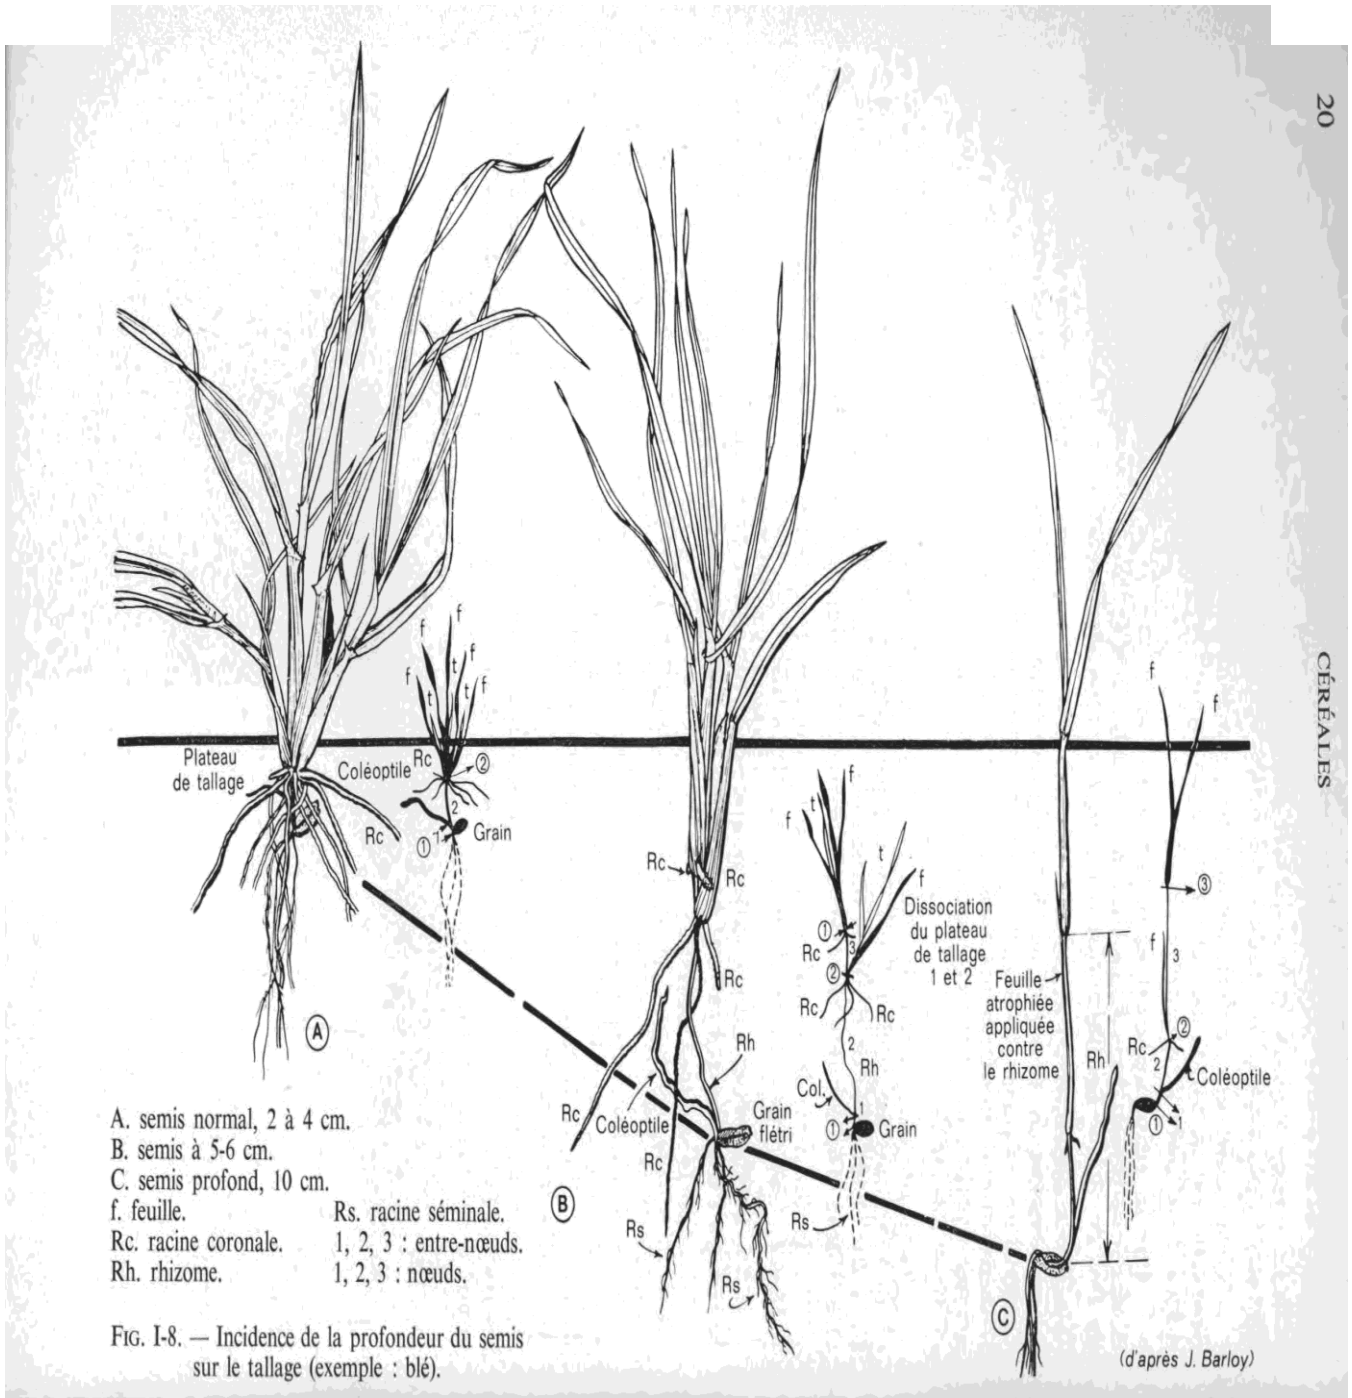 20
CÉRÉALES
f
f
f
f
f
t
t
t
Plateau
de tallage
Coléoptile
Rc
②
2
Rc
①
1
Grain
Ⓐ
Rc
Rc
Rc
Rh
Rc
Coléoptile
Grain
flétri
Rc
Rs
Rs
Ⓑ
f
t
f
t
f
Dissociation
du plateau
de tallage
1 et 2
①
Rc
3
②
Rc
Rc
2
Rh
Col.
1
①
Grain
Rs
Feuille
atrophiée
appliquée
contre
le rhizome
Rh
Ⓒ
f
f
③
f
3
②
Rc
2
Coléoptile
①
1
A. semis normal, 2 à 4 cm.
B. semis à 5-6 cm.
C. semis profond, 10 cm.
f. feuille.
Rs. racine séminale.
Rc. racine coronale.
1, 2, 3 : entre-nœuds.
Rh. rhizome.
1, 2, 3 : nœuds.
FIG. I-8. — Incidence de la profondeur du semis
sur le tallage (exemple : blé).
(d'après J. Barloy)